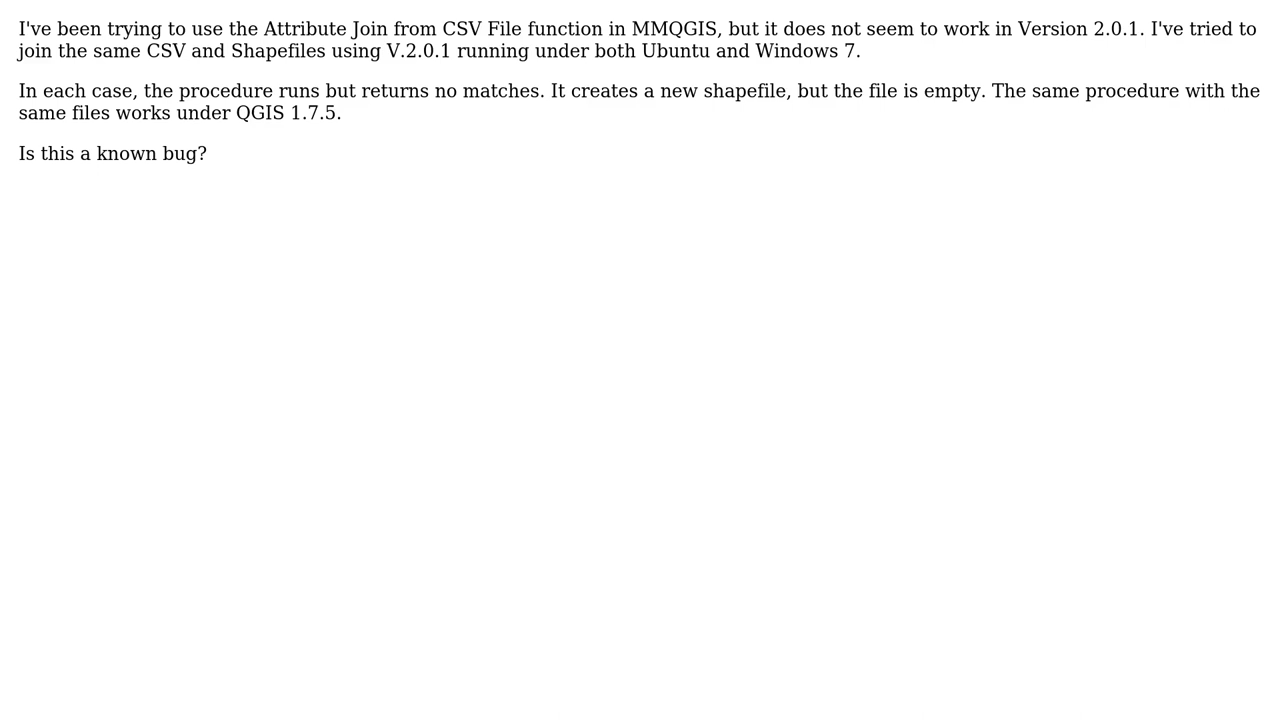 I've been trying to use the Attribute Join from CSV File function in MMQGIS, but it does not seem to work in Version 2.0.1. I've tried to
join the same CSV and Shapefiles using V.2.0.1 running under both Ubuntu and Windows 7.
In each case, the procedure runs but returns no matches. It creates a new shapefile, but the file is empty. The same procedure with the
same files works under QGIS 1.7.5.
Is this a known bug?